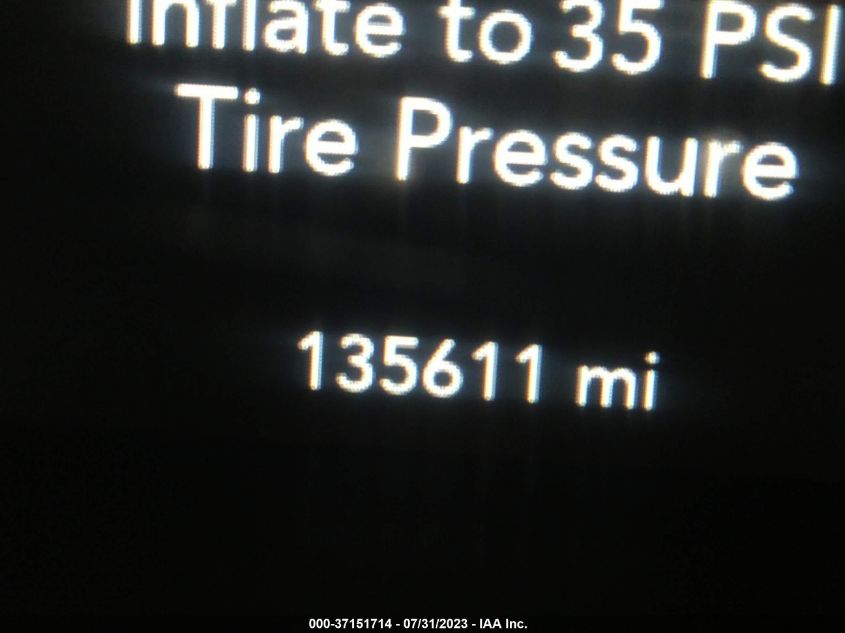 Inflate to 35 PSI
Tire Pressure
135611 mi
000-37151714 - 07/31/2023 - IAA Inc.